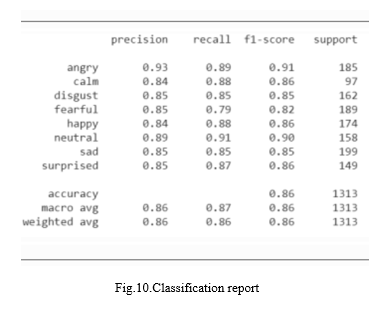 precision recall f1-score support
angry 0.93 0.89 0.91 185
calm 0.84 0.88 0.86 97
disgust 0.85 0.85 0.85 162
fearful 0.85 0.79 0.82 189
happy 0.84 0.88 0.86 174
neutral 0.89 0.91 0.90 158
sad 0.85 0.85 0.85 199
surprised 0.85 0.87 0.86 149
accuracy 0.86 1313
macro avg 0.86 0.87 0.86 1313
weighted avg 0.86 0.86 0.86 1313
Fig.10.Classification report